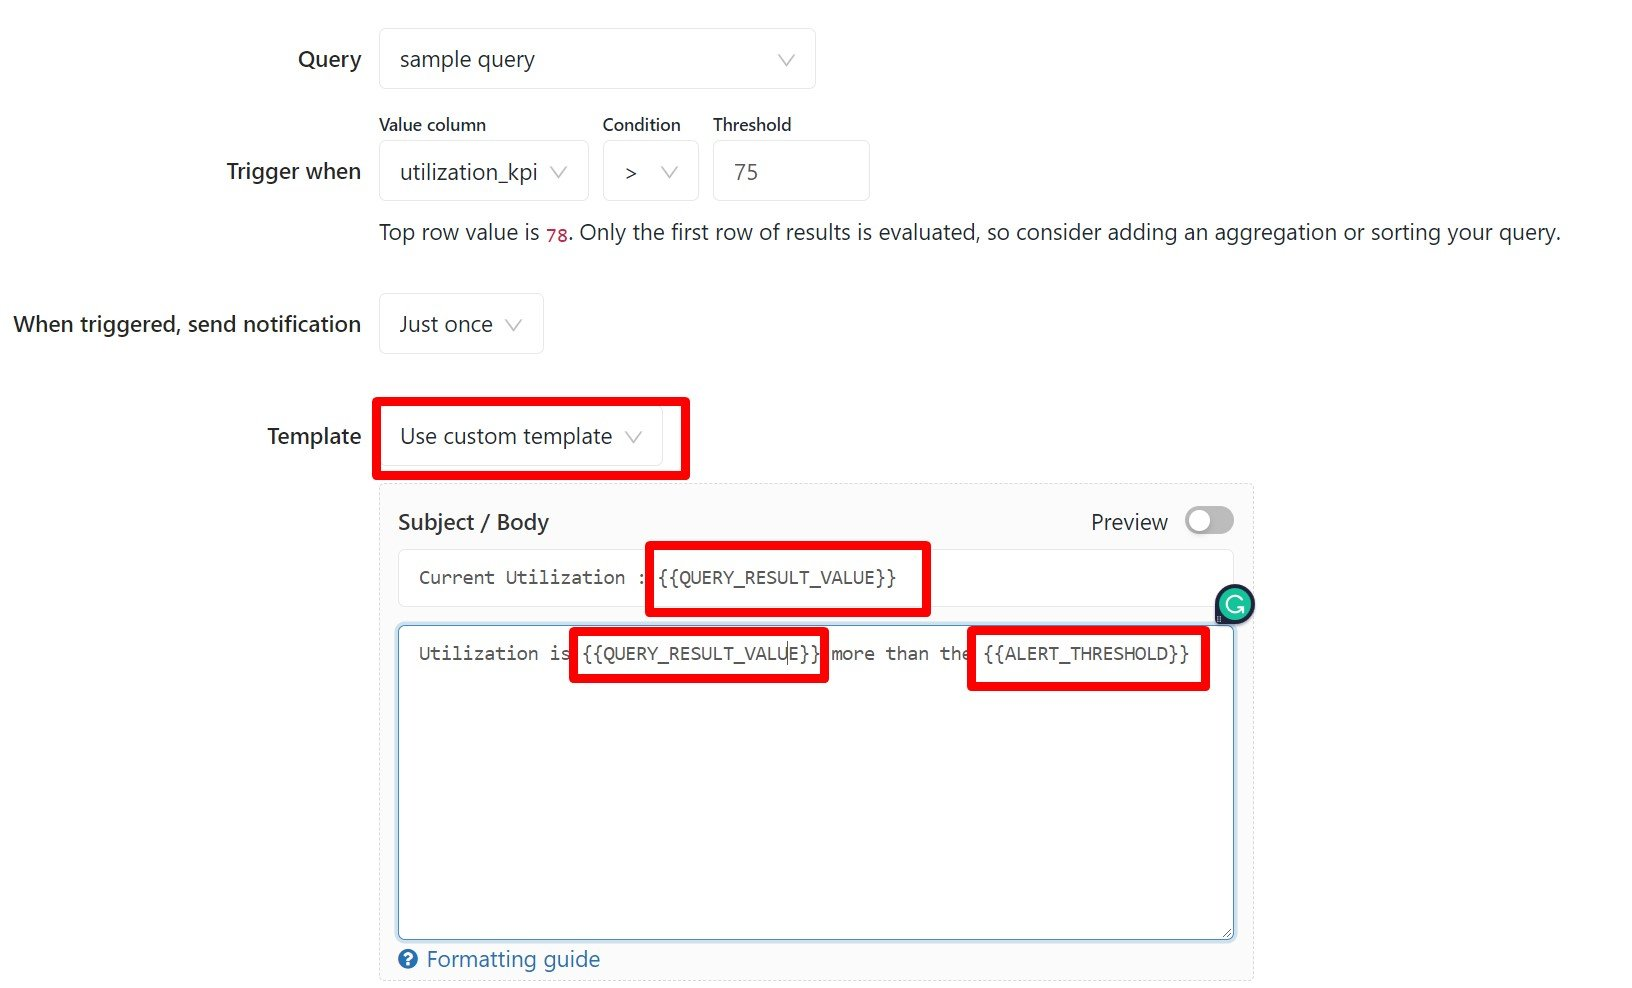 Query sample query
Value column Condition Threshold
Trigger when utilization_kpi > 75
Top row value is 78. Only the first row of results is evaluated, so consider adding an aggregation or sorting your query.
When triggered, send notification Just once
Template Use custom template
Subject / Body Preview
Current Utilization : {{QUERY_RESULT_VALUE}}
Utilization is {{QUERY_RESULT_VALUE}} more than the {{ALERT_THRESHOLD}}
? Formatting guide